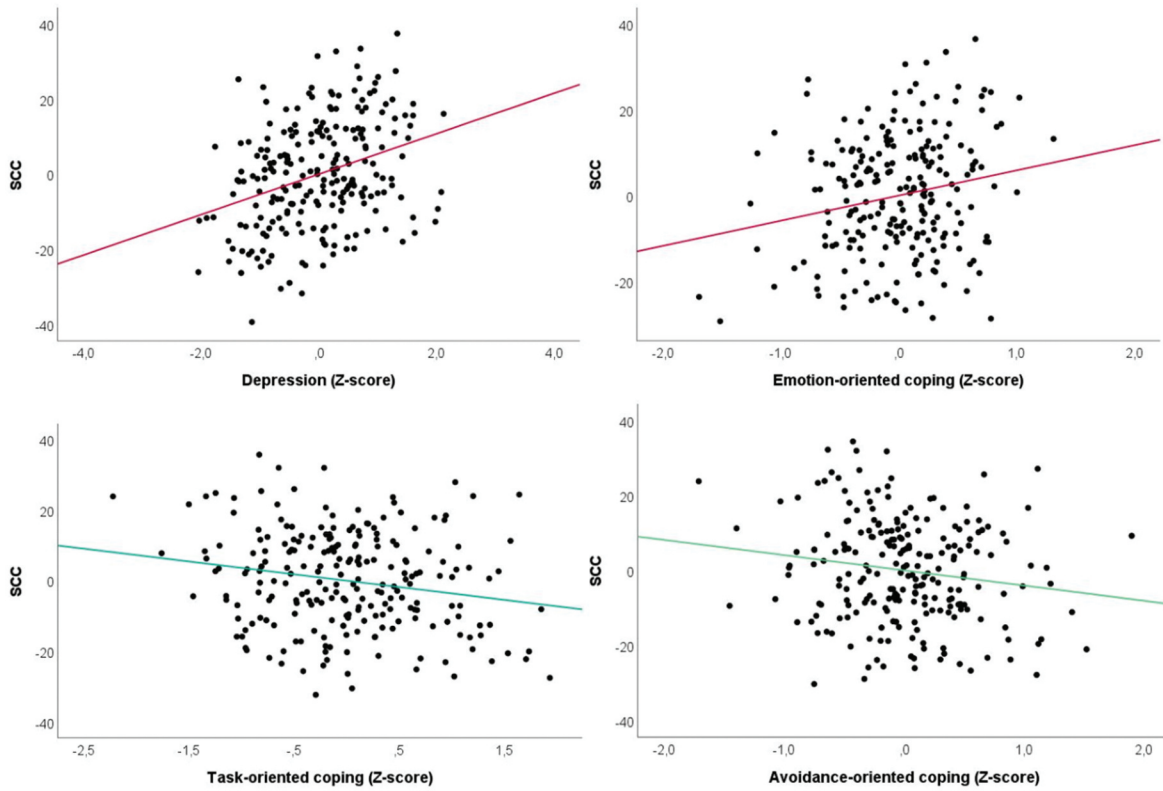 40
20
0
-20
-40
SCC
-4,0 -2,0 ,0 2,0 4,0
Depression (Z-score)
40
20
0
-20
SCC
-2,0 -1,0 ,0 1,0 2,0
Emotion-oriented coping (Z-score)
40
20
0
-20
-40
SCC
-2,5 -1,5 -,5 ,5 1,5
Task-oriented coping (Z-score)
40
20
0
-20
-40
SCC
-2,0 -1,0 ,0 1,0 2,0
Avoidance-oriented coping (Z-score)